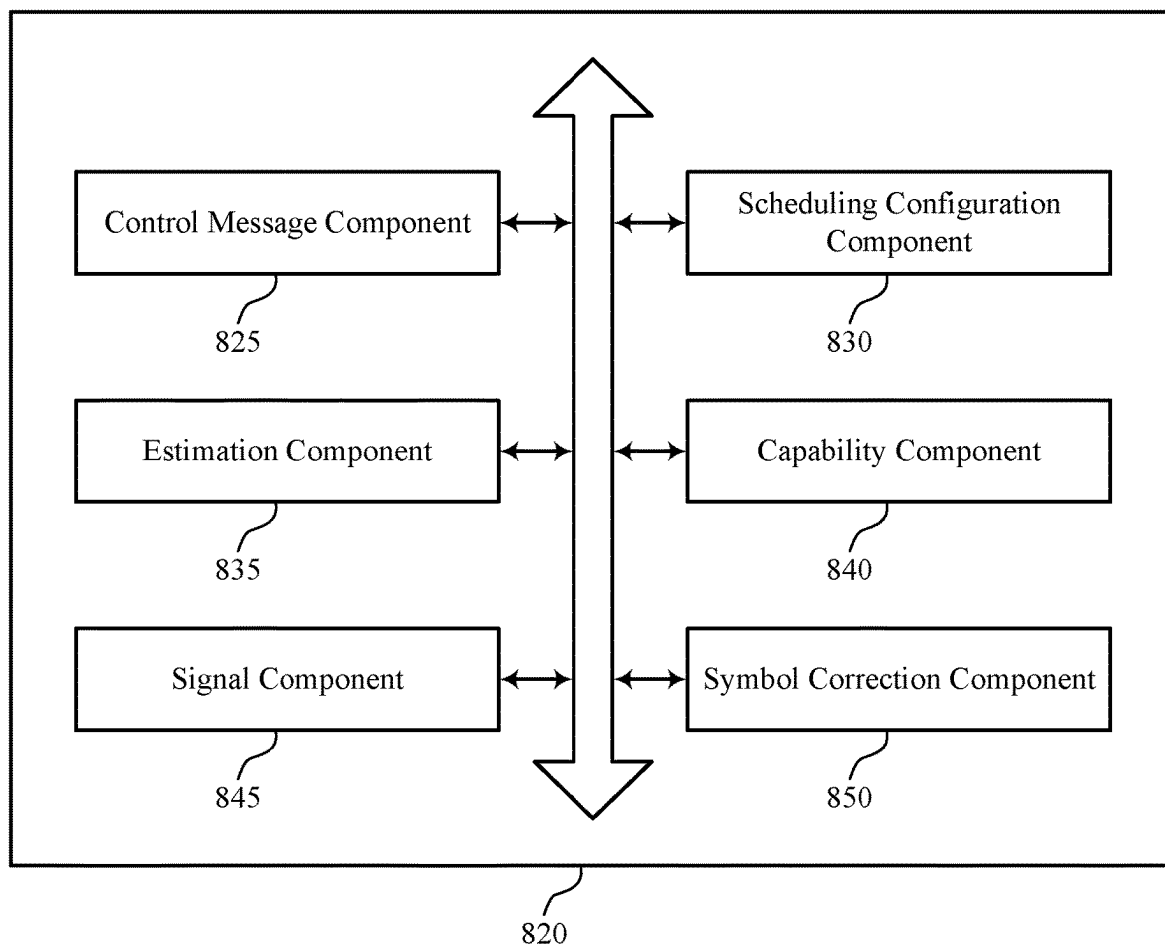 Control Message Component
825
Scheduling Configuration
Component
830
Estimation Component
835
Capability Component
840
Signal Component
845
Symbol Correction Component
850
820